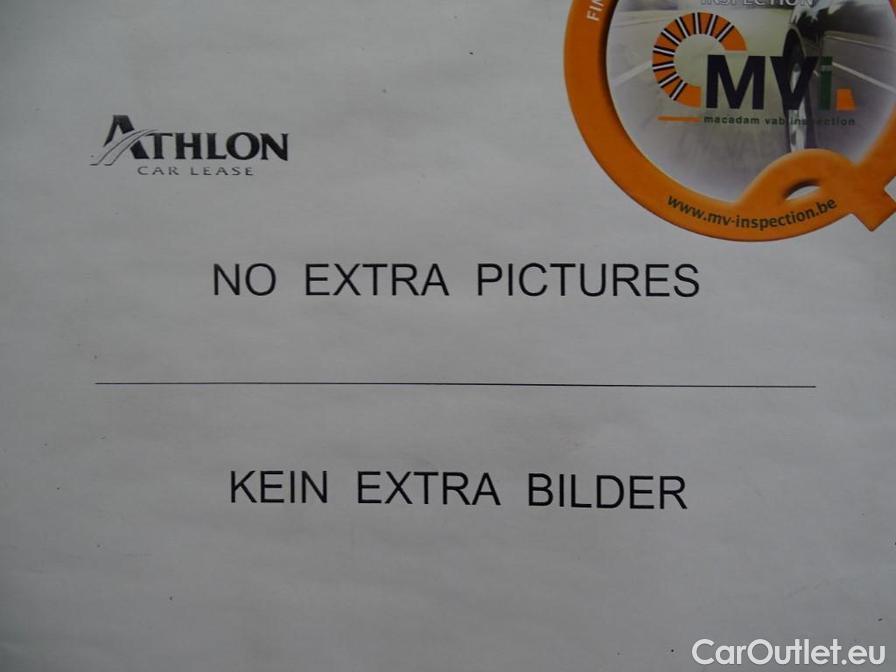 INSPECTION
MVi.
macadam vab inspection
www.mv-inspection.be
ATHLON
CAR LEASE
NO EXTRA PICTURES
KEIN EXTRA BILDER
CarOutlet.eu